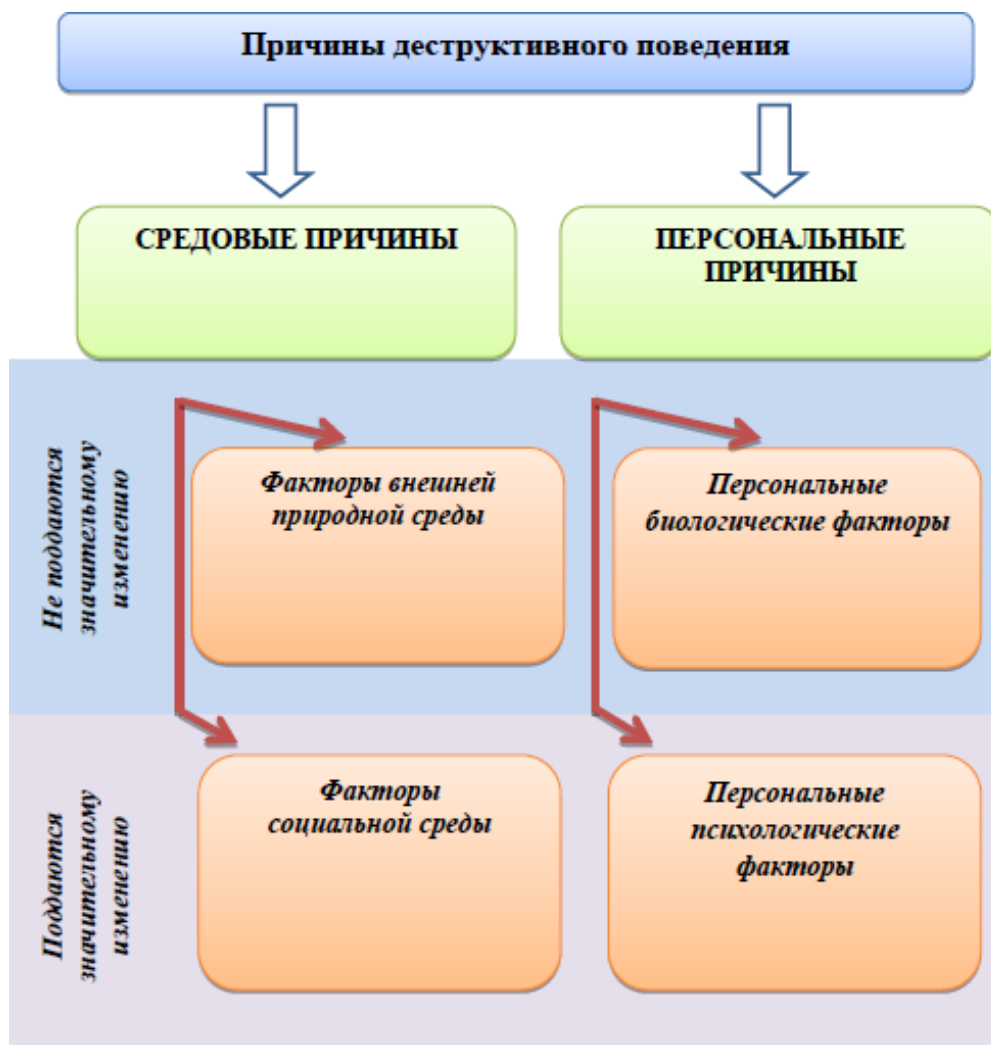 Причины деструктивного поведения
СРЕДОВЫЕ ПРИЧИНЫ
ПЕРСОНАЛЬНЫЕ
ПРИЧИНЫ
Не поддаются
значительному
изменению
Факторы внешней
природной среды
Персональные
биологические факторы
Поддаются
значительному
изменению
Факторы
социальной среды
Персональные
психологические
факторы